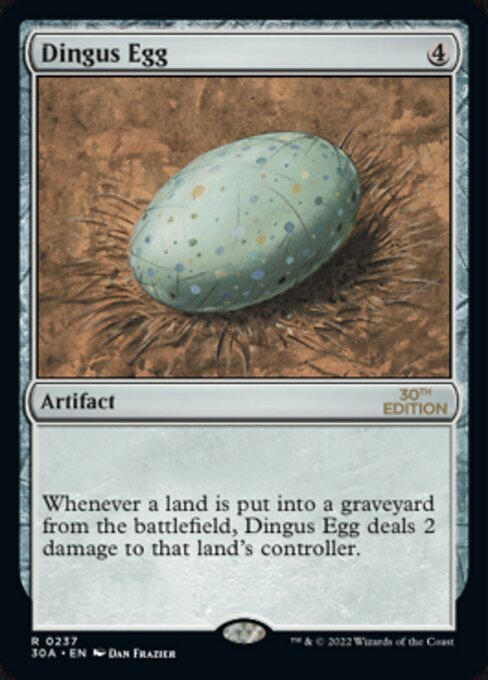 Dingus Egg 4
Artifact
30TH
EDITION
Whenever a land is put into a graveyard
from the battlefield, Dingus Egg deals 2
damage to that land's controller.
R 0237
30A • EN Dan Frazier
™ & © 2022 Wizards of the Coast